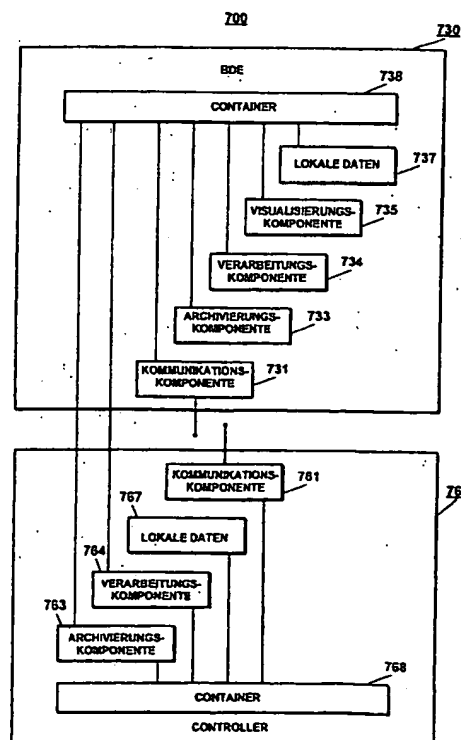 700
730
BDE
738
CONTAINER
LOKALE DATEN
737
VISUALISIERUNGS-
KOMPONENTE
735
VERARBEITUNGS-
KOMPONENTE
734
ARCHIVIERUNGS-
KOMPONENTE
733
KOMMUNIKATIONS-
KOMPONENTE
731
76
KOMMUNIKATIONS-
KOMPONENTE
761
767
LOKALE DATEN
764
VERARBEITUNGS-
KOMPONENTE
763
ARCHIVIERUNGS-
KOMPONENTE
768
CONTAINER
CONTROLLER